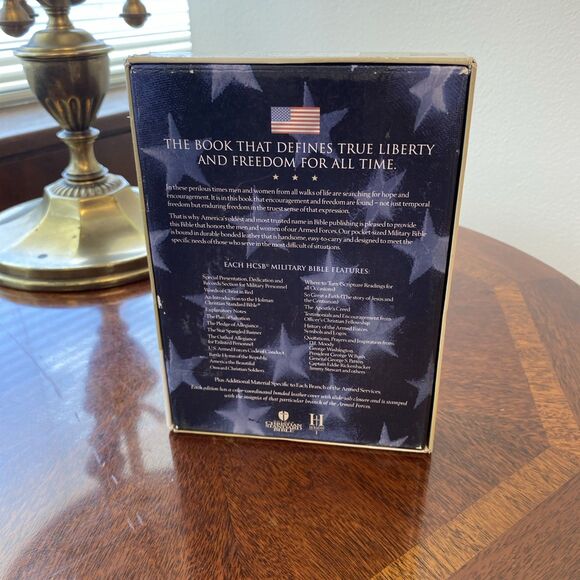 THE BOOK THAT DEFINES TRUE LIBERTY
AND FREEDOM FOR ALL TIME.
In these perilous times men and women from all walks of life are searching for hope and
encouragement. It is in this book that encouragement and freedom are found – not just temporal
freedom but enduring freedom in the truest sense of that expression.
That is why America's oldest and most trusted name in Bible publishing is pleased to provide
this Bible that honors the men and women of our Armed Forces. Our pocket-sized Military Bible
is bound in durable bonded leather that is handsome, easy-to-carry and designed to meet the
specific needs of those who serve in the most difficult of situations.
EACH HCSB® MILITARY BIBLE FEATURES:
Special Presentation, Dedication and
Records Section for Military Personnel
Words of Christ in Red
An Introduction to the Holman
Christian Standard Bible®
Explanatory Notes
The Plan of Salvation
The Pledge of Allegiance
The Star Spangled Banner
The Oath of Allegiance
for Enlisted Personnel
U.S. Armed Forces Code of Conduct
Battle Hymn of the Republic
America the Beautiful
Onward Christian Soldiers
Where to Turn (Scripture Readings for
all Occasions)
So Great a Faith (The story of Jesus and
the Centurion)
The Apostle's Creed
Testimonials and Encouragement from
Officer's Christian Fellowship
History of the Armed Forces
Symbols and Logos
Quotations, Prayers and Inspiration from:
D.L. Moody
George Washington
President George W. Bush
General George S. Patton
Captain Eddie Rickenbacker
Jimmy Stewart and others
Plus Additional Material Specific to Each Branch of the Armed Services
Each edition has a color-coordinated bonded leather cover with slide-tab closure and is stamped
with the insignia of that particular branch of the Armed Forces.
CHRISTIAN
STANDARD
BIBLE
H
HOLMAN